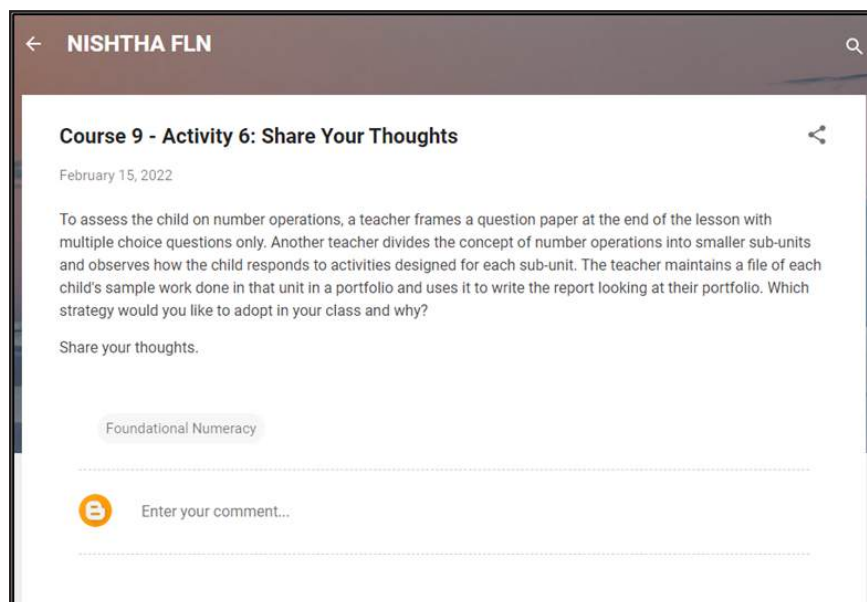 NISHTHA FLN
Course 9 - Activity 6: Share Your Thoughts
February 15, 2022
To assess the child on number operations, a teacher frames a question paper at the end of the lesson with
multiple choice questions only. Another teacher divides the concept of number operations into smaller sub-units
and observes how the child responds to activities designed for each sub-unit. The teacher maintains a file of each
child's sample work done in that unit in a portfolio and uses it to write the report looking at their portfolio. Which
strategy would you like to adopt in your class and why?
Share your thoughts.
Foundational Numeracy
Enter your comment...